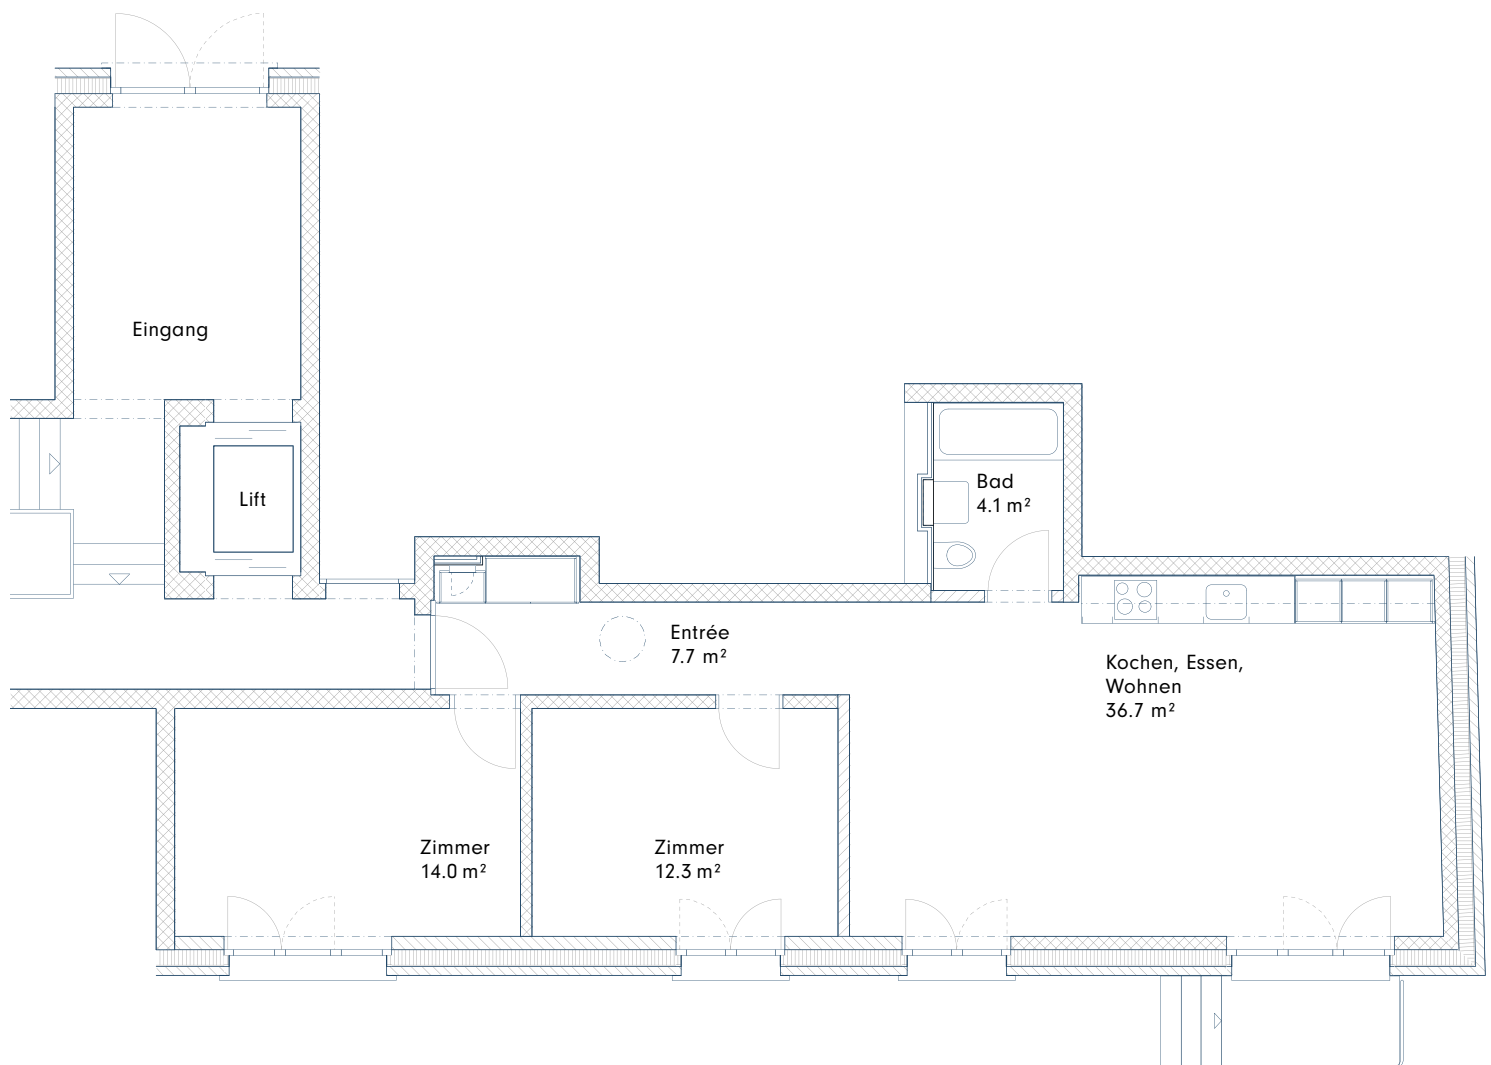 Eingang
Lift
Bad
4.1 m²
Entrée
7.7 m²
Kochen, Essen,
Wohnen
36.7 m²
Zimmer
14.0 m²
Zimmer
12.3 m²